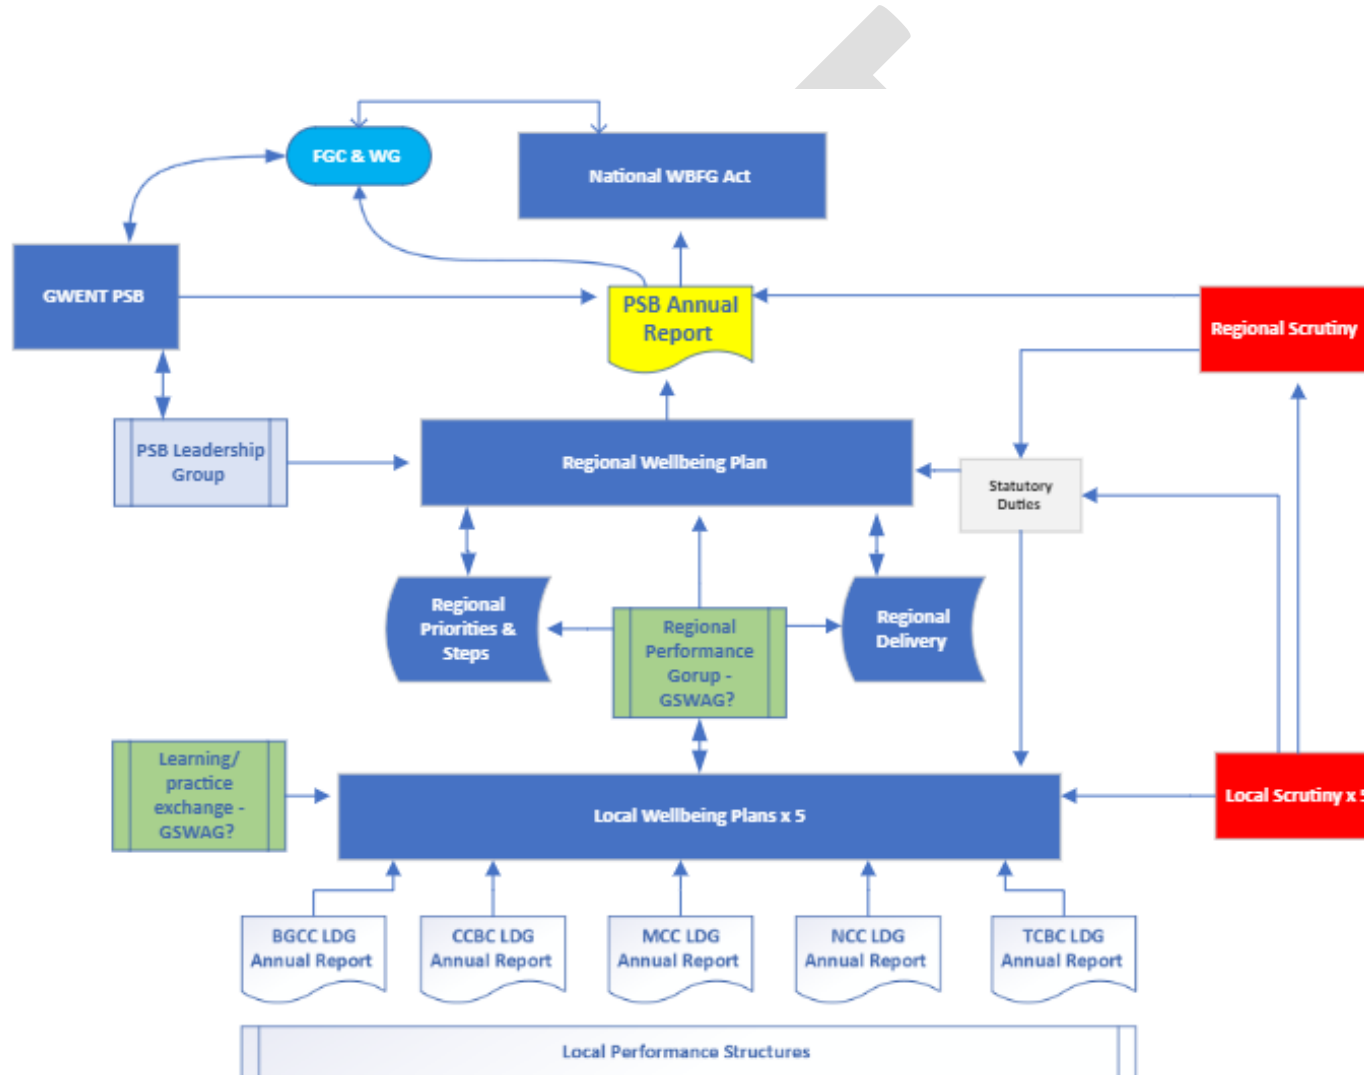 FGC & WG
National WBFG Act
GWENT PSB
PSB Annual
Report
Regional Scrutiny
PSB Leadership
Group
Regional Wellbeing Plan
Statutory
Duties
Regional
Priorities &
Steps
Regional
Performance
Gorup -
GSWAG?
Regional
Delivery
Learning/
practice
exchange -
GSWAG?
Local Wellbeing Plans x 5
Local Scrutiny x 5
BGCC LDG
Annual Report
CCBC LDG
Annual Report
MCC LDG
Annual Report
NCC LDG
Annual Report
TCBC LDG
Annual Report
Local Performance Structures